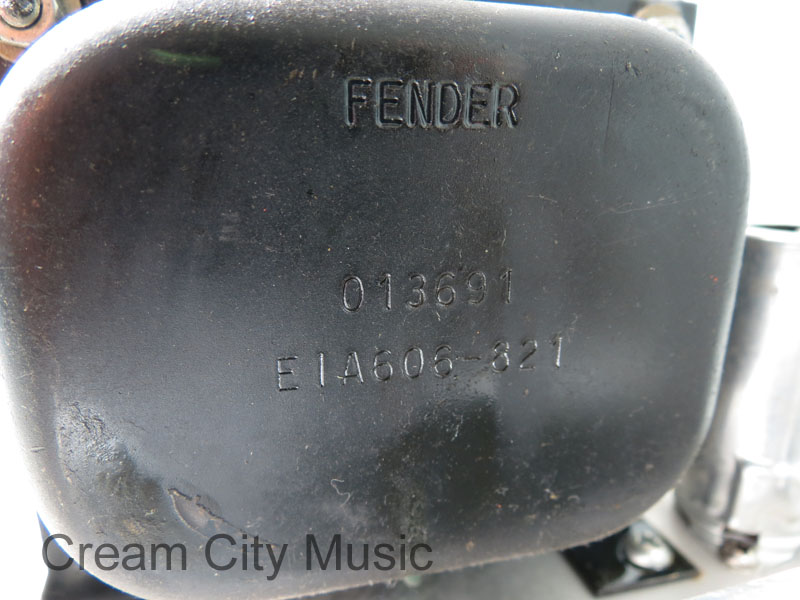 FENDER
013691
EIA606-821
Cream City Music